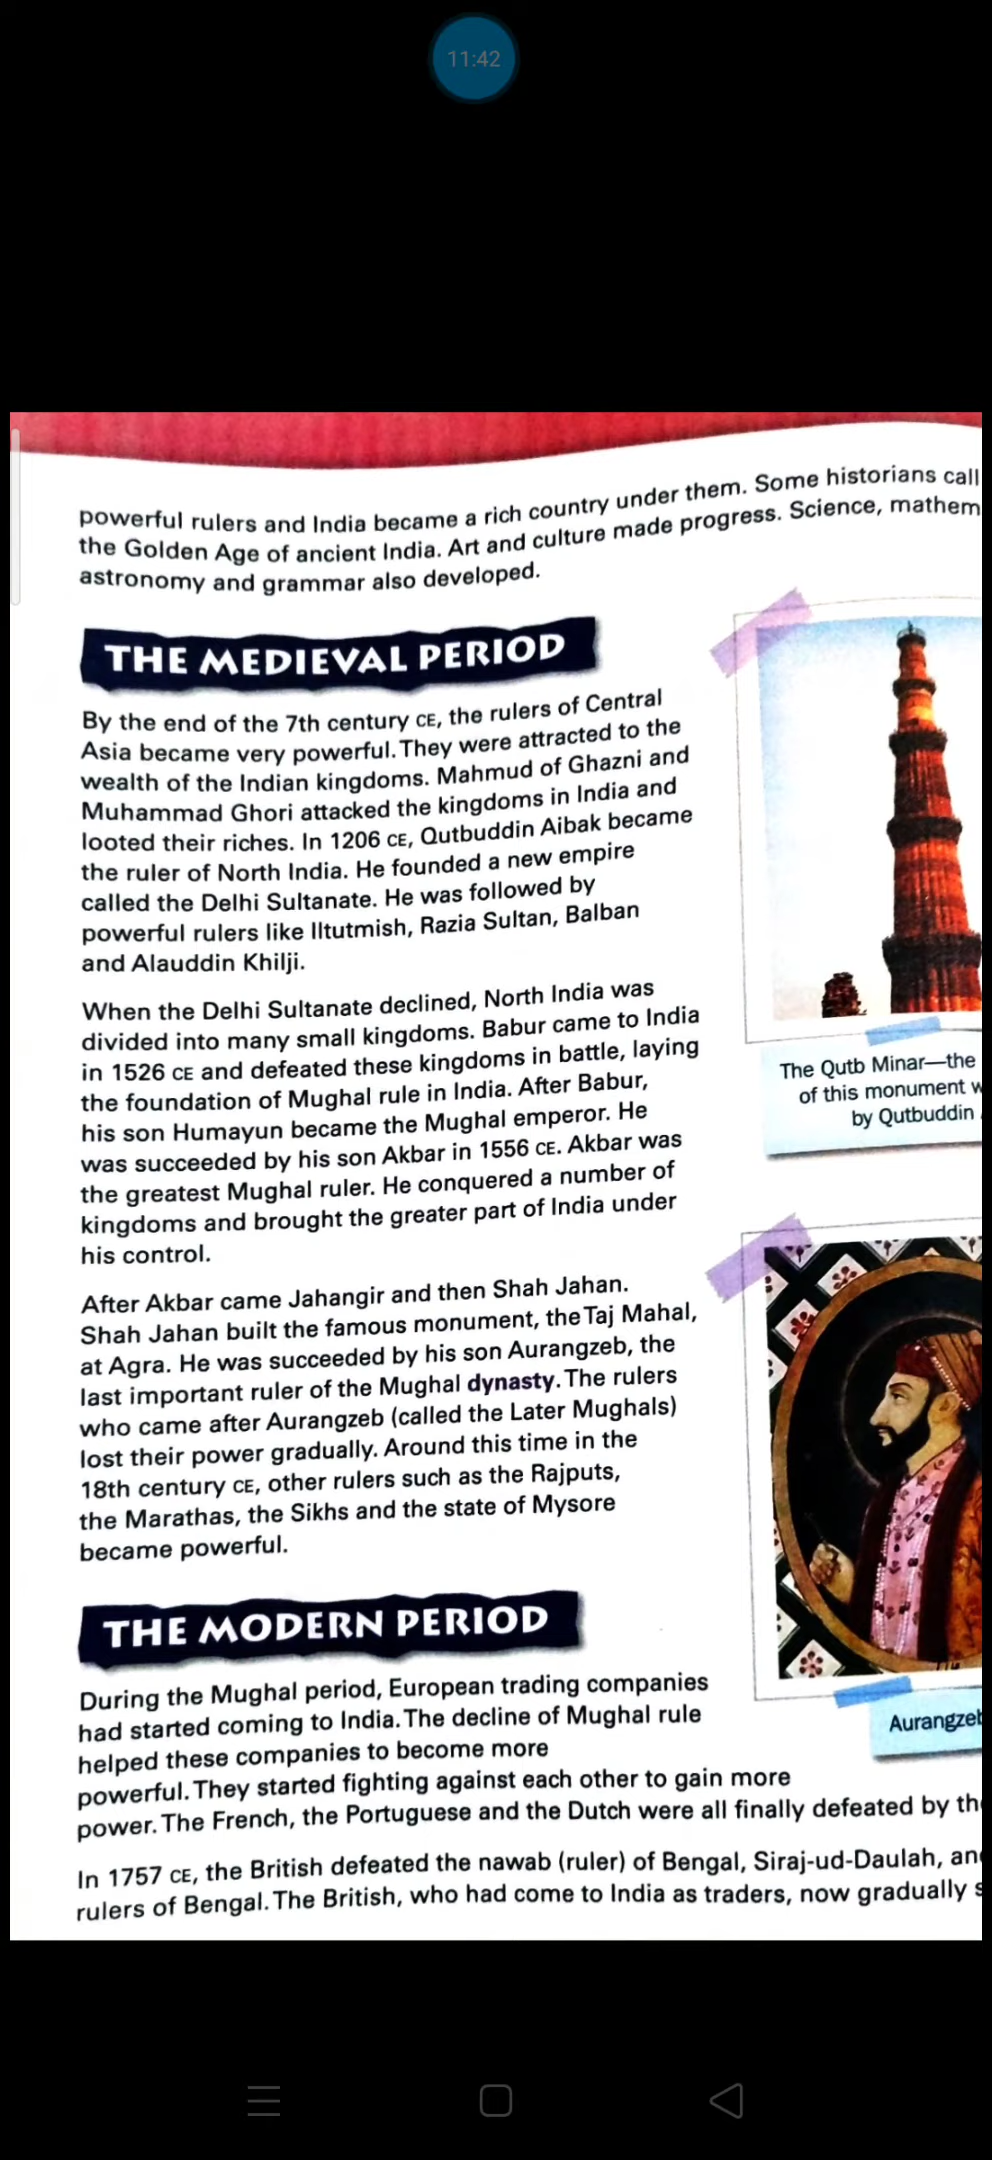 11:42
powerful rulers and India became a rich country under them. Some historians call
the Golden Age of ancient India. Art and culture made progress. Science, mathem
astronomy and grammar also developed.
THE MEDIEVAL PERIOD
By the end of the 7th century CE, the rulers of Central
Asia became very powerful. They were attracted to the
wealth of the Indian kingdoms. Mahmud of Ghazni and
Muhammad Ghori attacked the kingdoms in India and
looted their riches. In 1206 CE, Qutbuddin Aibak became
the ruler of North India. He founded a new empire
called the Delhi Sultanate. He was followed by
powerful rulers like Iltutmish, Razia Sultan, Balban
and Alauddin Khilji.
The Qutb Minar—the
of this monument w
by Qutbuddin
When the Delhi Sultanate declined, North India was
divided into many small kingdoms. Babur came to India
in 1526 CE and defeated these kingdoms in battle, laying
the foundation of Mughal rule in India. After Babur,
his son Humayun became the Mughal emperor. He
was succeeded by his son Akbar in 1556 CE. Akbar was
the greatest Mughal ruler. He conquered a number of
kingdoms and brought the greater part of India under
his control.
After Akbar came Jahangir and then Shah Jahan.
Shah Jahan built the famous monument, the Taj Mahal,
at Agra. He was succeeded by his son Aurangzeb, the
last important ruler of the Mughal dynasty. The rulers
who came after Aurangzeb (called the Later Mughals)
lost their power gradually. Around this time in the
18th century CE, other rulers such as the Rajputs,
the Marathas, the Sikhs and the state of Mysore
became powerful.
Aurangzeb
THE MODERN PERIOD
During the Mughal period, European trading companies
had started coming to India. The decline of Mughal rule
helped these companies to become more
powerful. They started fighting against each other to gain more
power. The French, the Portuguese and the Dutch were all finally defeated by th
In 1757 CE, the British defeated the nawab (ruler) of Bengal, Siraj-ud-Daulah, an
rulers of Bengal. The British, who had come to India as traders, now gradually s